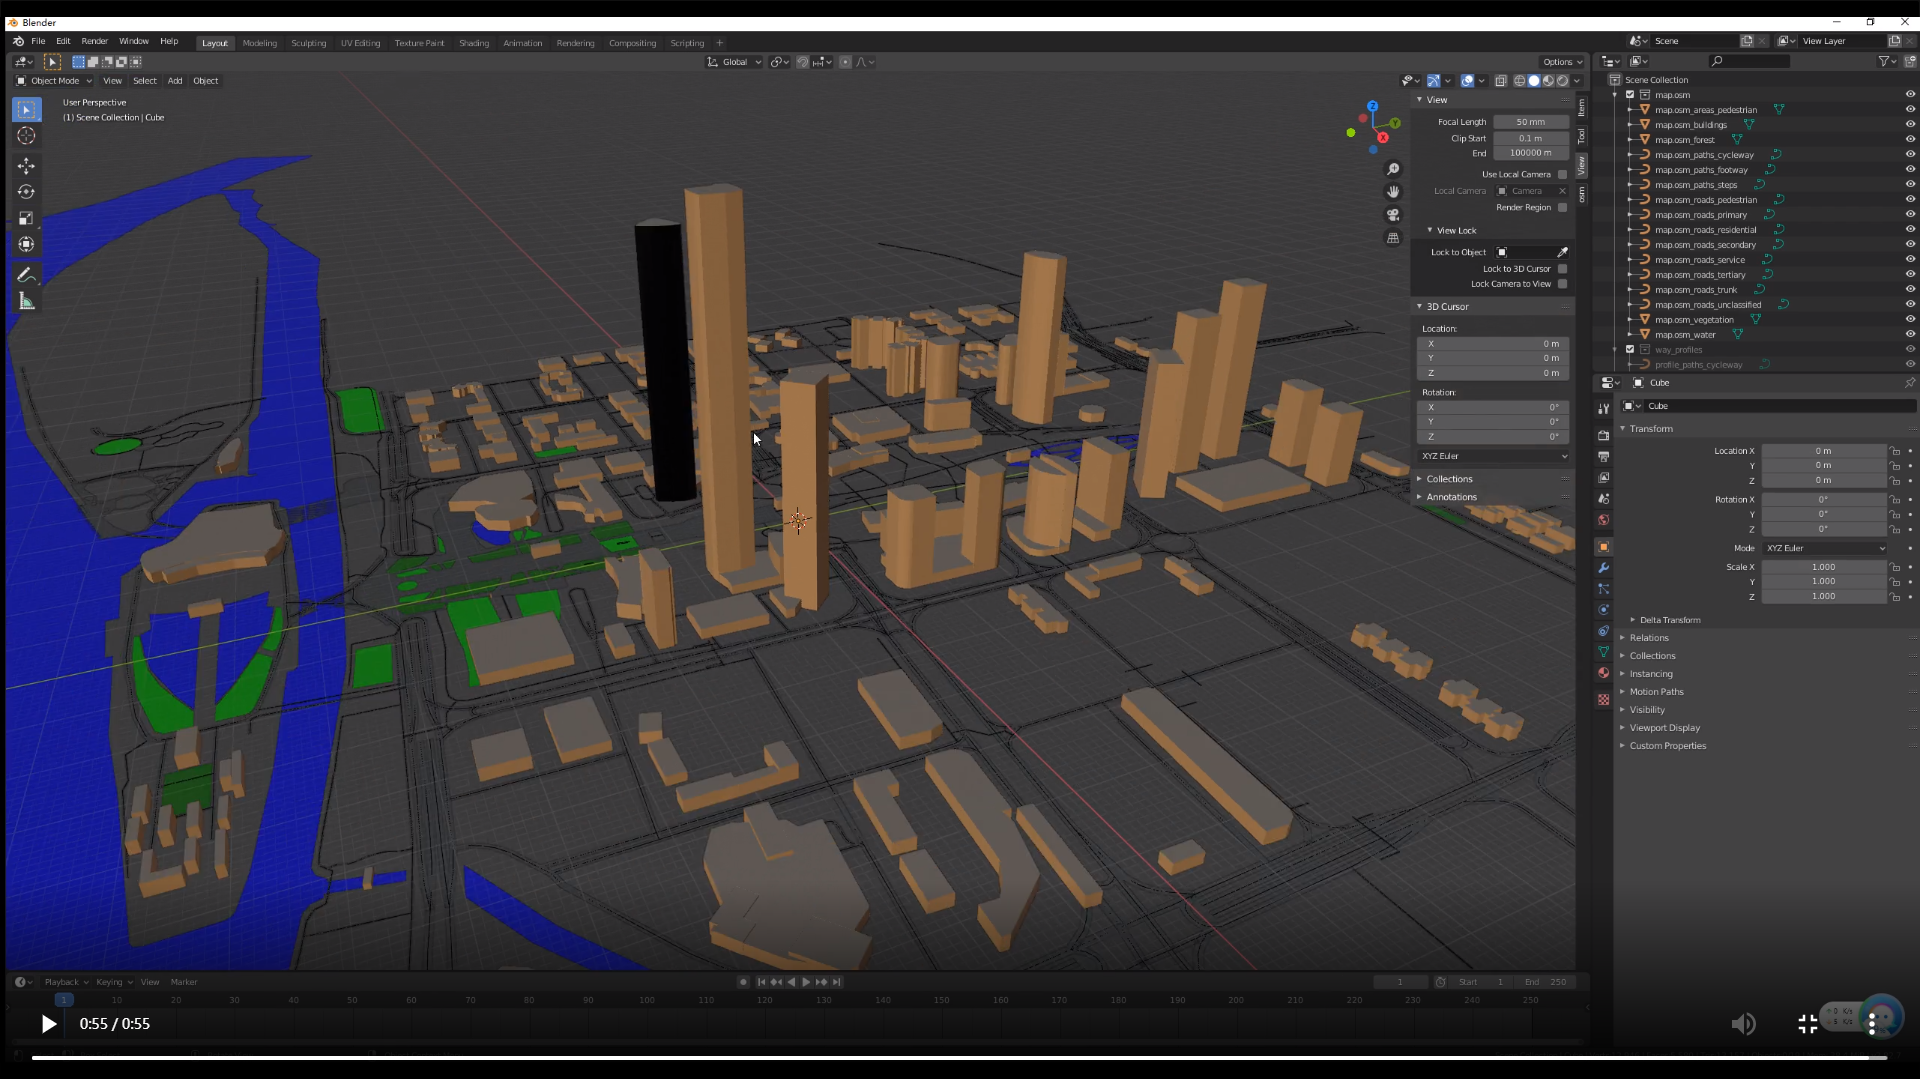 Blender
File Edit Render Window Help
Layout Modeling Sculpting UV Editing Texture Paint Shading Animation Rendering Compositing Scripting +
Scene
View Layer
Global
Options
Object Mode View Select Add Object
User Perspective
(1) Scene Collection | Cube
Z
Y
X
View
Focal Length 50 mm
Clip Start 0.1 m
End 100000 m
Use Local Camera
Local Camera Camera
Render Region
View Lock
Lock to Object
Lock to 3D Cursor
Lock Camera to View
3D Cursor
Location:
X 0 m
Y 0 m
Z 0 m
Rotation:
X 0°
Y 0°
Z 0°
XYZ Euler
Collections
Annotations
Item
Tool
View
osm
Scene Collection
map.osm
map.osm_areas_pedestrian
map.osm_buildings
map.osm_forest
map.osm_paths_cycleway
map.osm_paths_footway
map.osm_paths_steps
map.osm_roads_pedestrian
map.osm_roads_primary
map.osm_roads_residential
map.osm_roads_secondary
map.osm_roads_service
map.osm_roads_tertiary
map.osm_roads_trunk
map.osm_roads_unclassified
map.osm_vegetation
map.osm_water
way_profiles
profile_paths_cycleway
Cube
Cube
Transform
Location X 0 m
Y 0 m
Z 0 m
Rotation X 0°
Y 0°
Z 0°
Mode XYZ Euler
Scale X 1.000
Y 1.000
Z 1.000
Delta Transform
Relations
Collections
Instancing
Motion Paths
Visibility
Viewport Display
Custom Properties
Playback Keying View Marker
1
Start 1
End 250
1 10 20 30 40 50 60 70 80 90 100 110 120 130 140 150 160 170 180 190 200 210 220 230 240 250
0:55 / 0:55